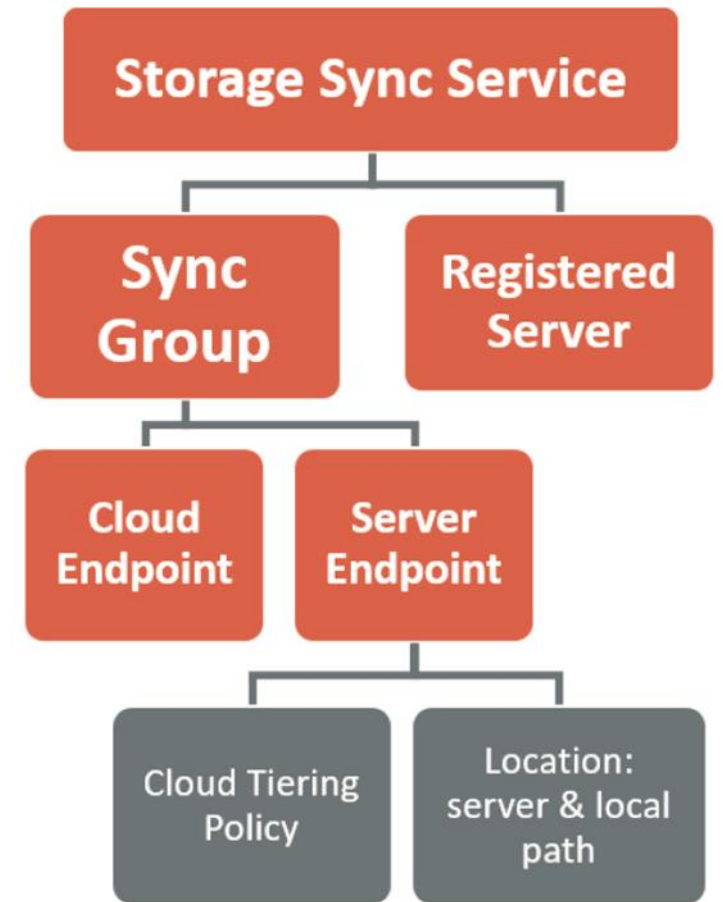 Storage Sync Service
Sync
Group
Registered
Server
Cloud
Endpoint
Server
Endpoint
Cloud Tiering
Policy
Location:
server & local
path